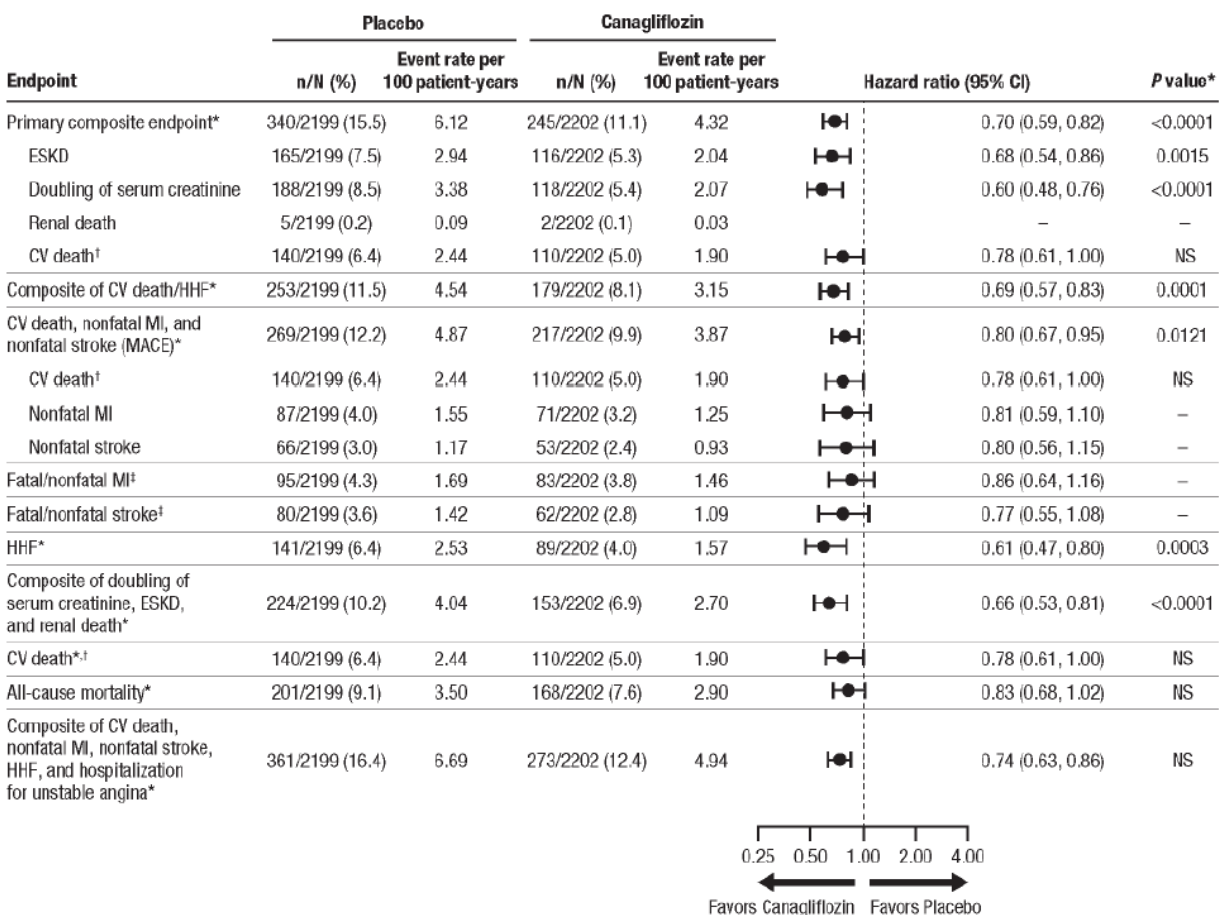 Placebo Canagliflozin
Endpoint n/N (%) Event rate per 100 patient-years n/N (%) Event rate per 100 patient-years Hazard ratio (95% CI) P value*
Primary composite endpoint* 340/2199 (15.5) 6.12 245/2202 (11.1) 4.32 0.70 (0.59, 0.82) <0.0001
ESKD 165/2199 (7.5) 2.94 116/2202 (5.3) 2.04 0.68 (0.54, 0.86) 0.0015
Doubling of serum creatinine 188/2199 (8.5) 3.38 118/2202 (5.4) 2.07 0.60 (0.48, 0.76) <0.0001
Renal death 5/2199 (0.2) 0.09 2/2202 (0.1) 0.03 – –
CV death† 140/2199 (6.4) 2.44 110/2202 (5.0) 1.90 0.78 (0.61, 1.00) NS
Composite of CV death/HHF* 253/2199 (11.5) 4.54 179/2202 (8.1) 3.15 0.69 (0.57, 0.83) 0.0001
CV death, nonfatal MI, and
nonfatal stroke (MACE)* 269/2199 (12.2) 4.87 217/2202 (9.9) 3.87 0.80 (0.67, 0.95) 0.0121
CV death† 140/2199 (6.4) 2.44 110/2202 (5.0) 1.90 0.78 (0.61, 1.00) NS
Nonfatal MI 87/2199 (4.0) 1.55 71/2202 (3.2) 1.25 0.81 (0.59, 1.10) –
Nonfatal stroke 66/2199 (3.0) 1.17 53/2202 (2.4) 0.93 0.80 (0.56, 1.15) –
Fatal/nonfatal MI‡ 95/2199 (4.3) 1.69 83/2202 (3.8) 1.46 0.86 (0.64, 1.16) –
Fatal/nonfatal stroke‡ 80/2199 (3.6) 1.42 62/2202 (2.8) 1.09 0.77 (0.55, 1.08) –
HHF* 141/2199 (6.4) 2.53 89/2202 (4.0) 1.57 0.61 (0.47, 0.80) 0.0003
Composite of doubling of
serum creatinine, ESKD, 224/2199 (10.2) 4.04 153/2202 (6.9) 2.70 0.66 (0.53, 0.81) <0.0001
and renal death*
CV death*,† 140/2199 (6.4) 2.44 110/2202 (5.0) 1.90 0.78 (0.61, 1.00) NS
All-cause mortality* 201/2199 (9.1) 3.50 168/2202 (7.6) 2.90 0.83 (0.68, 1.02) NS
Composite of CV death,
nonfatal MI, nonfatal stroke,
HHF, and hospitalization 361/2199 (16.4) 6.69 273/2202 (12.4) 4.94 0.74 (0.63, 0.86) NS
for unstable angina*
0.25 0.50 1.00 2.00 4.00
Favors Canagliflozin Favors Placebo